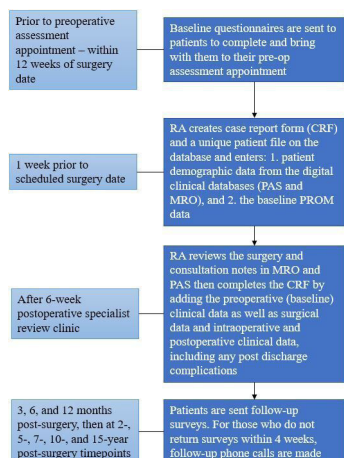 Prior to preoperative
assessment
appointment – within
12 weeks of surgery
date
Baseline questionnaires are sent to
patients to complete and bring
with them to their pre-op
assessment appointment
1 week prior to
scheduled surgery date
RA creates case report form (CRF)
and a unique patient file on the
database and enters: 1. patient
demographic data from the digital
clinical databases (PAS and
MRO), and 2. the baseline PROM
data
After 6-week
postoperative specialist
review clinic
RA reviews the surgery and
consultation notes in MRO and
PAS then completes the CRF by
adding the preoperative (baseline)
clinical data as well as surgical
data and intraoperative and
postoperative clinical data,
including any post discharge
complications
3, 6, and 12 months
post-surgery, then at 2-,
5-, 7-, 10-, and 15-year
post-surgery timepoints
Patients are sent follow-up
surveys. For those who do not
return surveys within 4 weeks,
follow-up phone calls are made